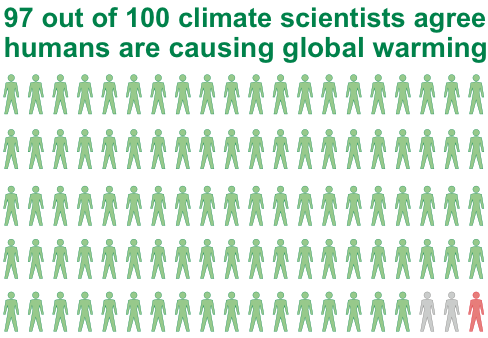 97 out of 100 climate scientists agree
humans are causing global warming